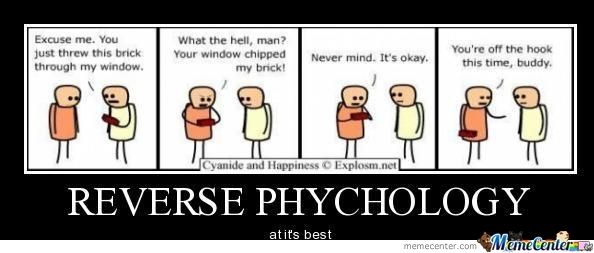 Excuse me. You
just threw this brick
through my window.
What the hell, man?
Your window chipped
my brick!
Never mind. It's okay.
You're off the hook
this time, buddy.
Cyanide and Happiness © Explosm.net
REVERSE PHYCHOLOGY
at it's best
memecenter.com
MemeCenter